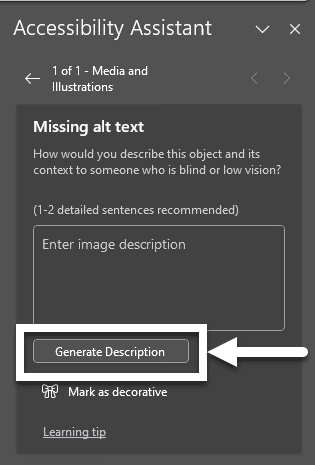 Accessibility Assistant
1 of 1 - Media and
Illustrations
Missing alt text
How would you describe this object and its
context to someone who is blind or low vision?
(1-2 detailed sentences recommended)
Enter image description
Generate Description
Mark as decorative
Learning tip